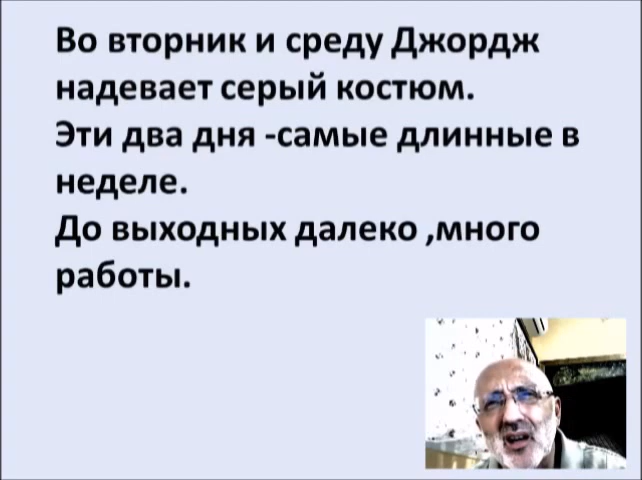 Во вторник и среду Джордж
надевает серый костюм.
Эти два дня -самые длинные в
неделе.
До выходных далеко ,много
работы.